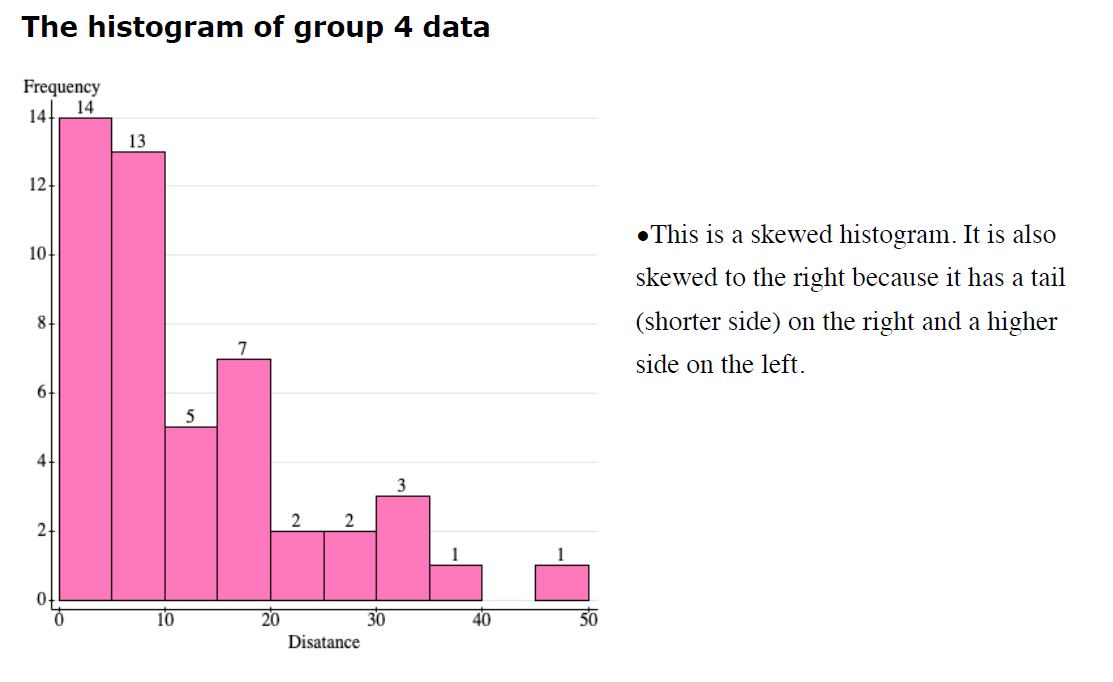 The histogram of group 4 data
Frequency
14
14
13
12
10
8
7
6
5
4
3
2
2
2
1
1
0
0 10 20 30 40 50
Disatance
●This is a skewed histogram. It is also
skewed to the right because it has a tail
(shorter side) on the right and a higher
side on the left.